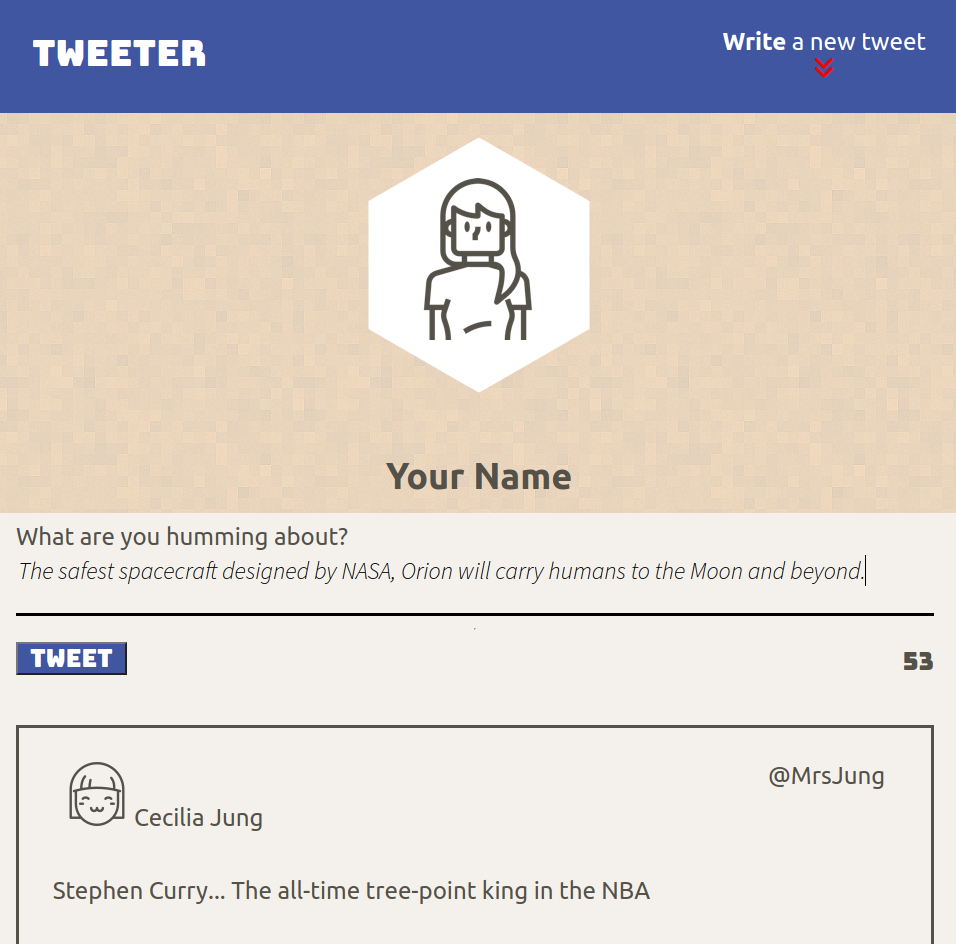 TWEETER
Write a new tweet
Your Name
What are you humming about?
The safest spacecraft designed by NASA, Orion will carry humans to the Moon and beyond.
TWEET
53
@MrsJung
Cecilia Jung
Stephen Curry... The all-time tree-point king in the NBA